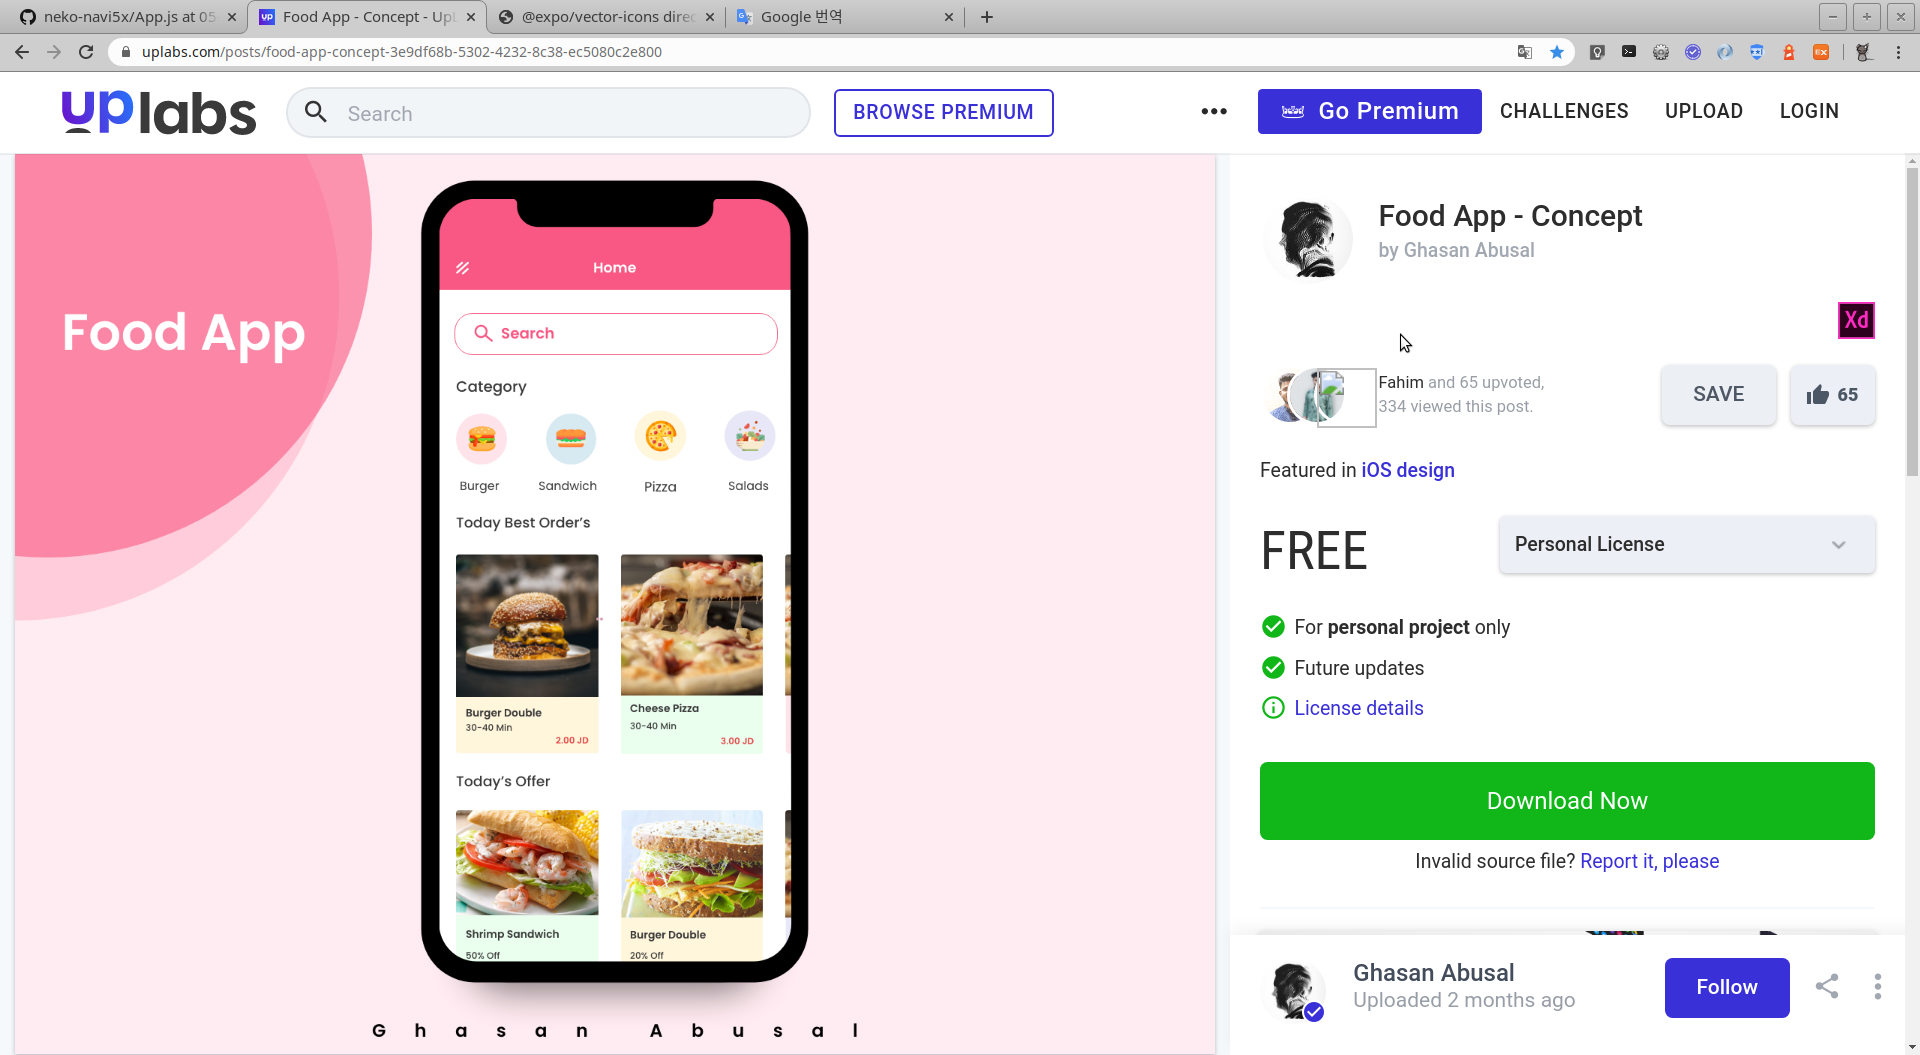 neko-navi5x/App.js at 05
Food App - Concept - UpL
@expo/vector-icons direc
Google 번역
uplabs.com/posts/food-app-concept-3e9df68b-5302-4232-8c38-ec5080c2e800
uplabs
Search
BROWSE PREMIUM
Go Premium
CHALLENGES
UPLOAD
LOGIN
Food App
Home
Search
Category
Burger
Sandwich
Pizza
Salads
Today Best Order's
Burger Double
30-40 Min
2.00 JD
Cheese Pizza
30-40 Min
3.00 JD
Today's Offer
Shrimp Sandwich
50% Off
Burger Double
20% Off
Ghasan Abusal
Food App - Concept
by Ghasan Abusal
Xd
Fahim and 65 upvoted,
334 viewed this post.
SAVE
65
Featured in iOS design
FREE
Personal License
For personal project only
Future updates
License details
Download Now
Invalid source file? Report it, please
Ghasan Abusal
Uploaded 2 months ago
Follow